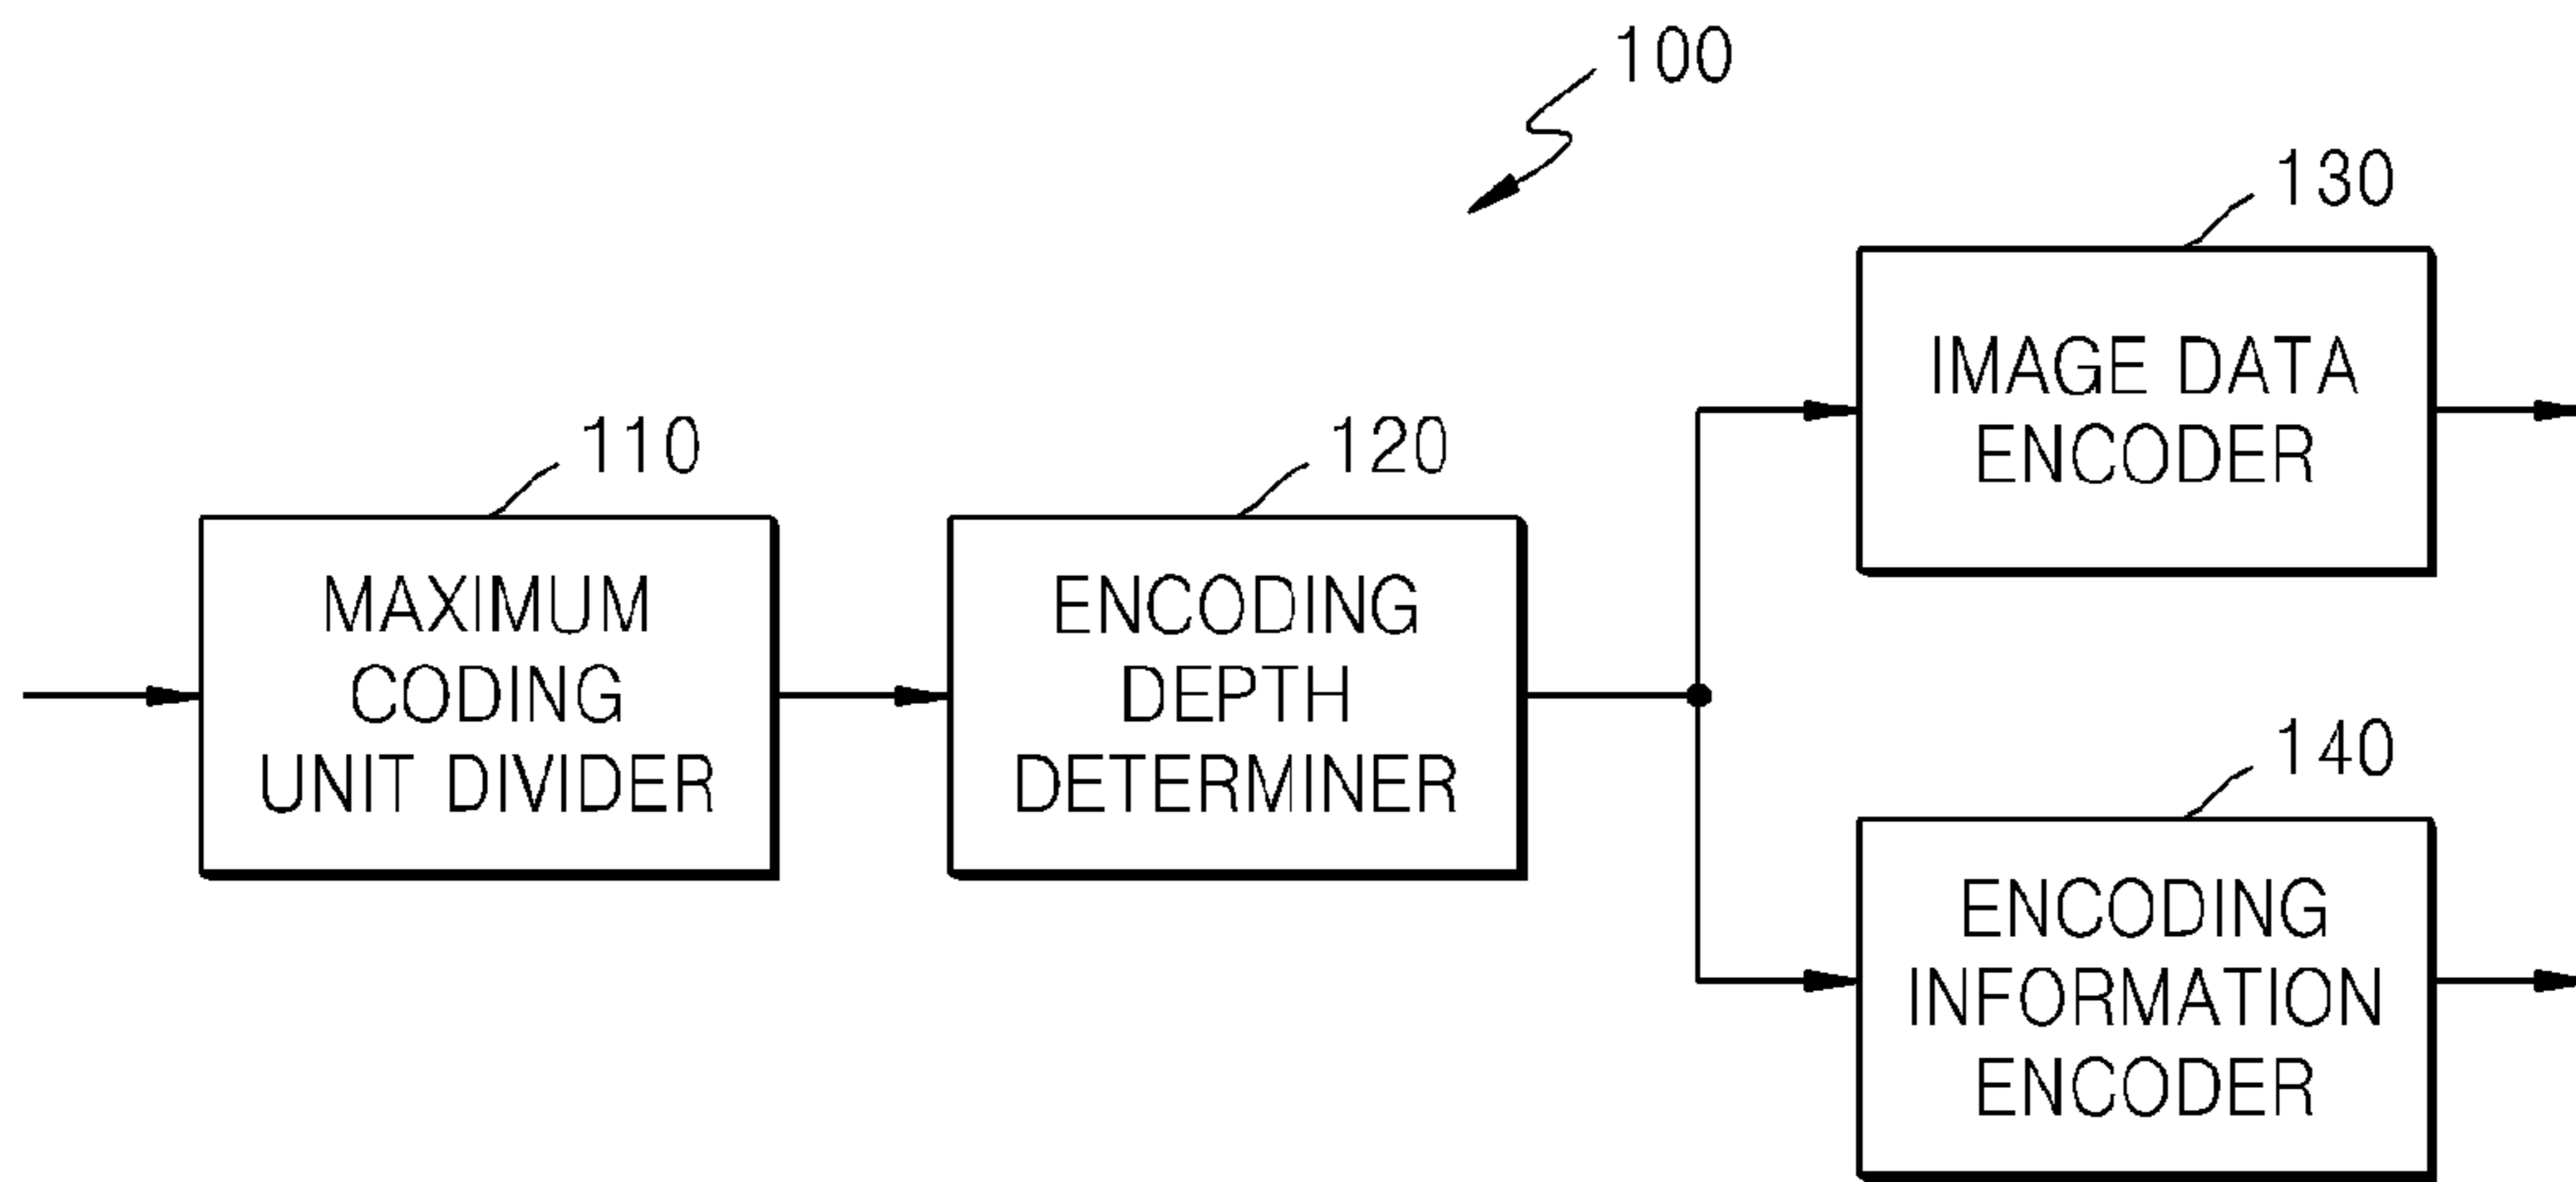 100
110
MAXIMUM
CODING
UNIT DIVIDER
120
ENCODING
DEPTH
DETERMINER
130
IMAGE DATA
ENCODER
140
ENCODING
INFORMATION
ENCODER